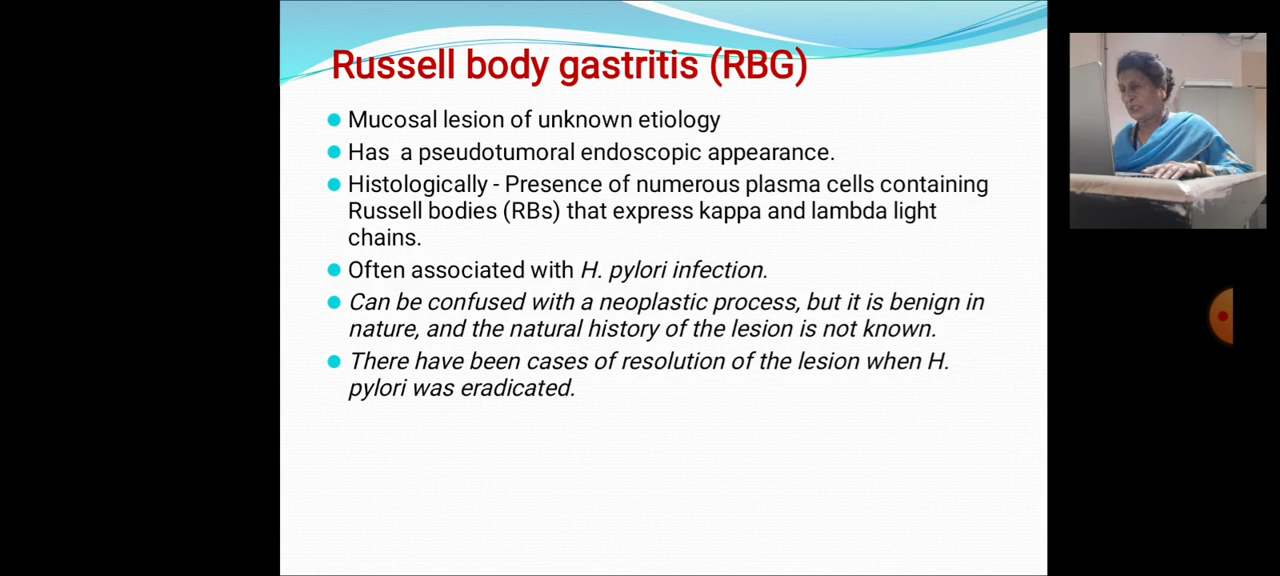 Russell body gastritis (RBG)
Mucosal lesion of unknown etiology
Has a pseudotumoral endoscopic appearance.
Histologically - Presence of numerous plasma cells containing
Russell bodies (RBs) that express kappa and lambda light
chains.
Often associated with H. pylori infection.
Can be confused with a neoplastic process, but it is benign in
nature, and the natural history of the lesion is not known.
There have been cases of resolution of the lesion when H.
pylori was eradicated.